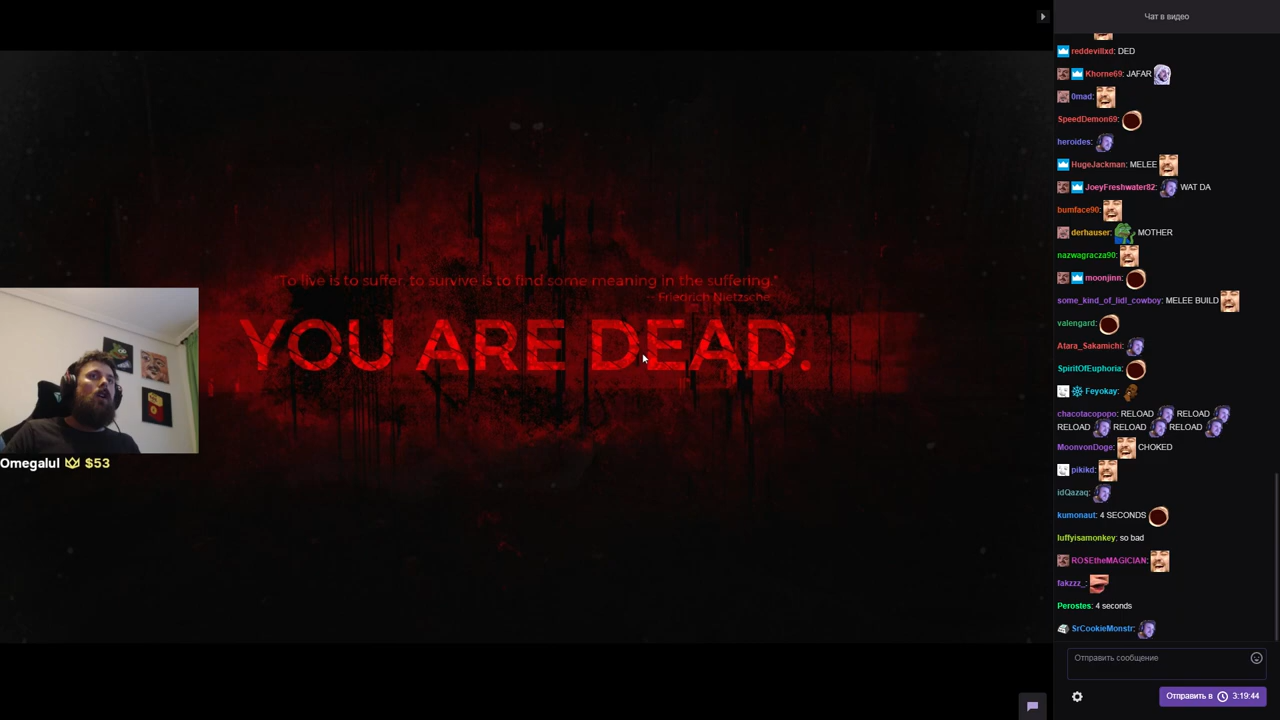 "To live is to suffer, to survive is to find some meaning in the suffering."
-- Friedrich Nietzsche
YOU ARE DEAD.
Omegalul $53
Чат в видео
reddevillxd: DED
Khorne69: JAFAR
0mad:
SpeedDemon69:
heroides:
HugeJackman: MELEE
JoeyFreshwater82: WAT DA
bumface90:
derhauser: MOTHER
nazwagracza90:
moonjinn:
some_kind_of_lidl_cowboy: MELEE BUILD
valengard:
Atara_Sakamichi:
SpiritOfEuphoria:
Feyokay:
chacotacopopo: RELOAD RELOAD
RELOAD RELOAD RELOAD
MoonvonDoge: CHOKED
pikikd:
idQazaq:
kumonaut: 4 SECONDS
luffyisamonkey: so bad
ROSEtheMAGICIAN:
fakzzz_:
Perostes: 4 seconds
SrCookieMonstr:
Отправить сообщение
Отправить в 3:19:44